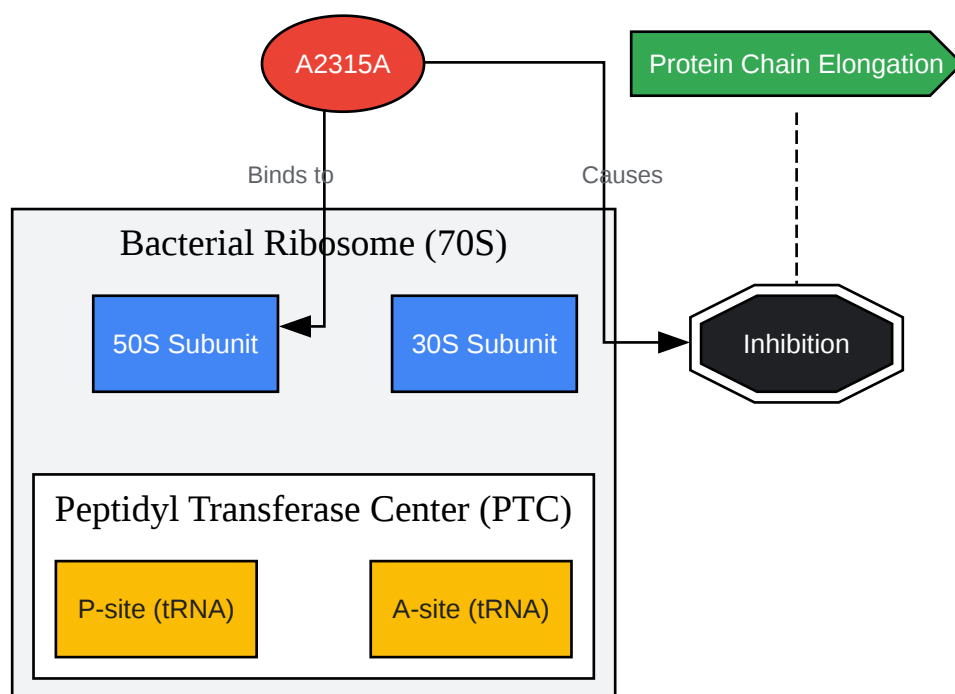 A2315A
Protein Chain Elongation
Binds to
Causes
Bacterial Ribosome (70S)
50S Subunit
30S Subunit
Inhibition
Peptidyl Transferase Center (PTC)
P-site (tRNA)
A-site (tRNA)